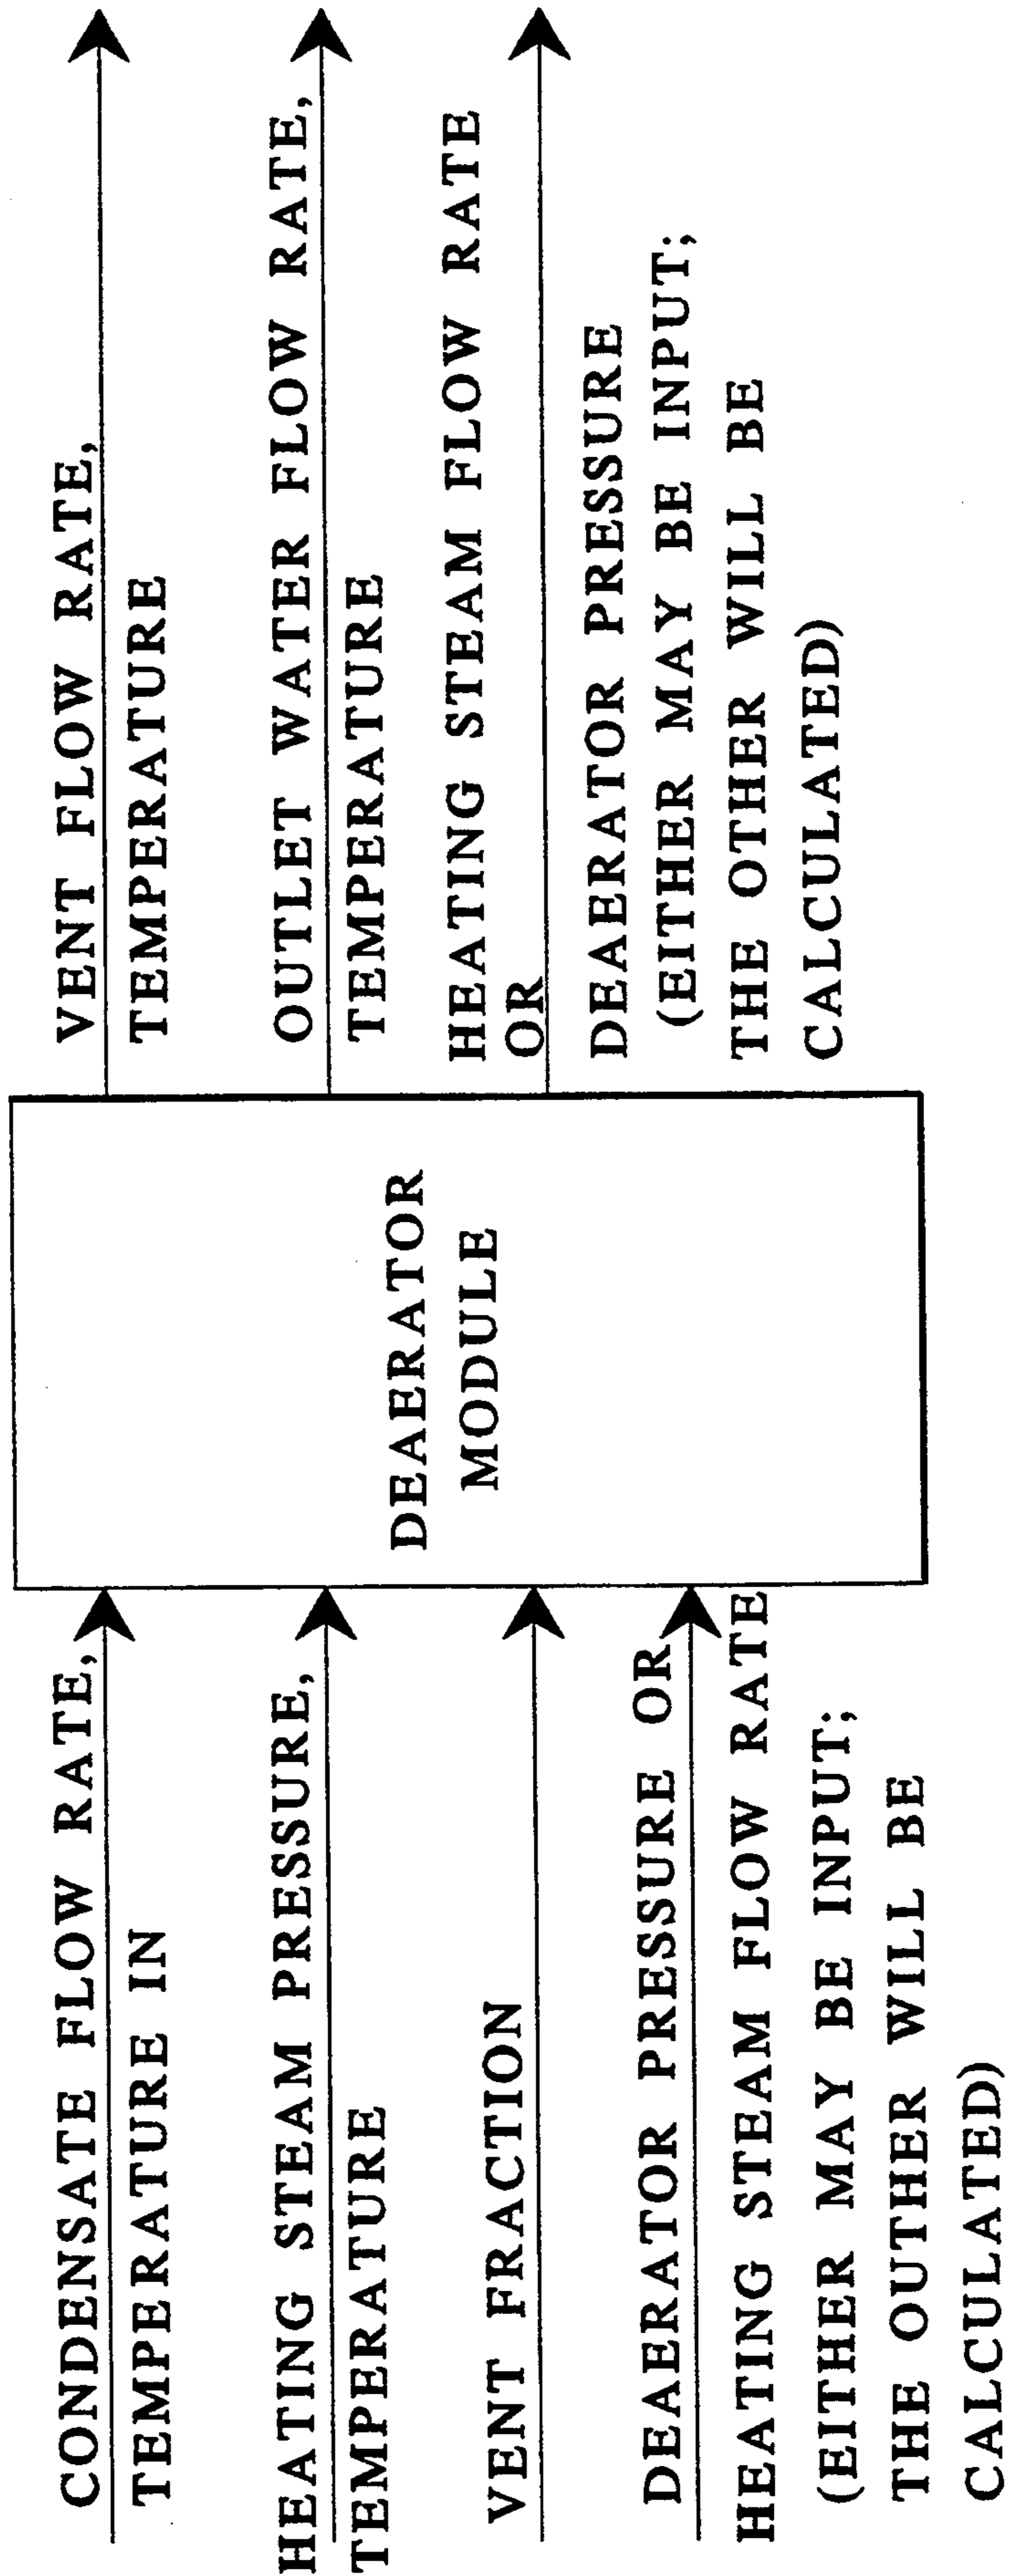 CONDENSATE FLOW RATE,
TEMPERATURE IN
HEATING STEAM PRESSURE,
TEMPERATURE
VENT FRACTION
DEAERATOR PRESSURE OR
HEATING STEAM FLOW RATE
(EITHER MAY BE INPUT;
THE OUTHER WILL BE
CALCULATED)
DEAERATOR
MODULE
VENT FLOW RATE,
TEMPERATURE
OUTLET WATER FLOW RATE,
TEMPERATURE
HEATING STEAM FLOW RATE
OR
DEAERATOR PRESSURE
(EITHER MAY BE INPUT;
THE OTHER WILL BE
CALCULATED)